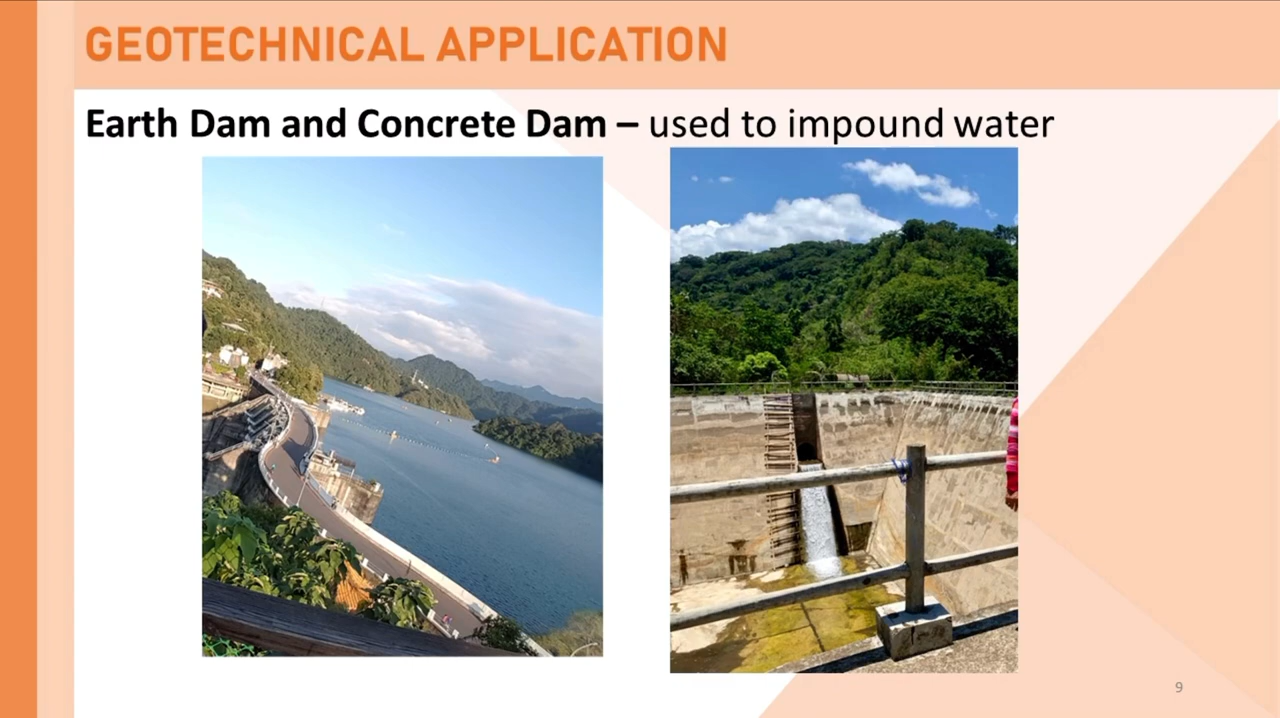 GEOTECHNICAL APPLICATION
Earth Dam and Concrete Dam – used to impound water
9